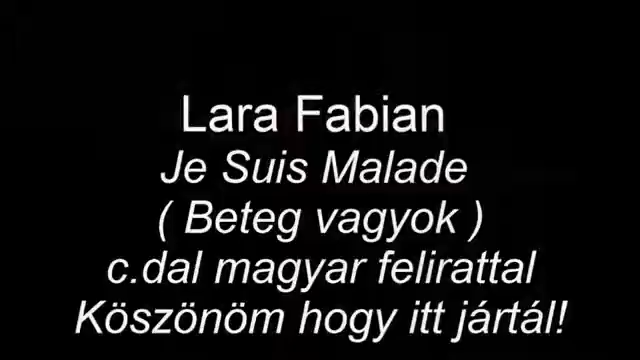 Lara Fabian
Je Suis Malade
( Beteg vagyok )
c.dal magyar felirattal
Köszönöm hogy itt jártál!